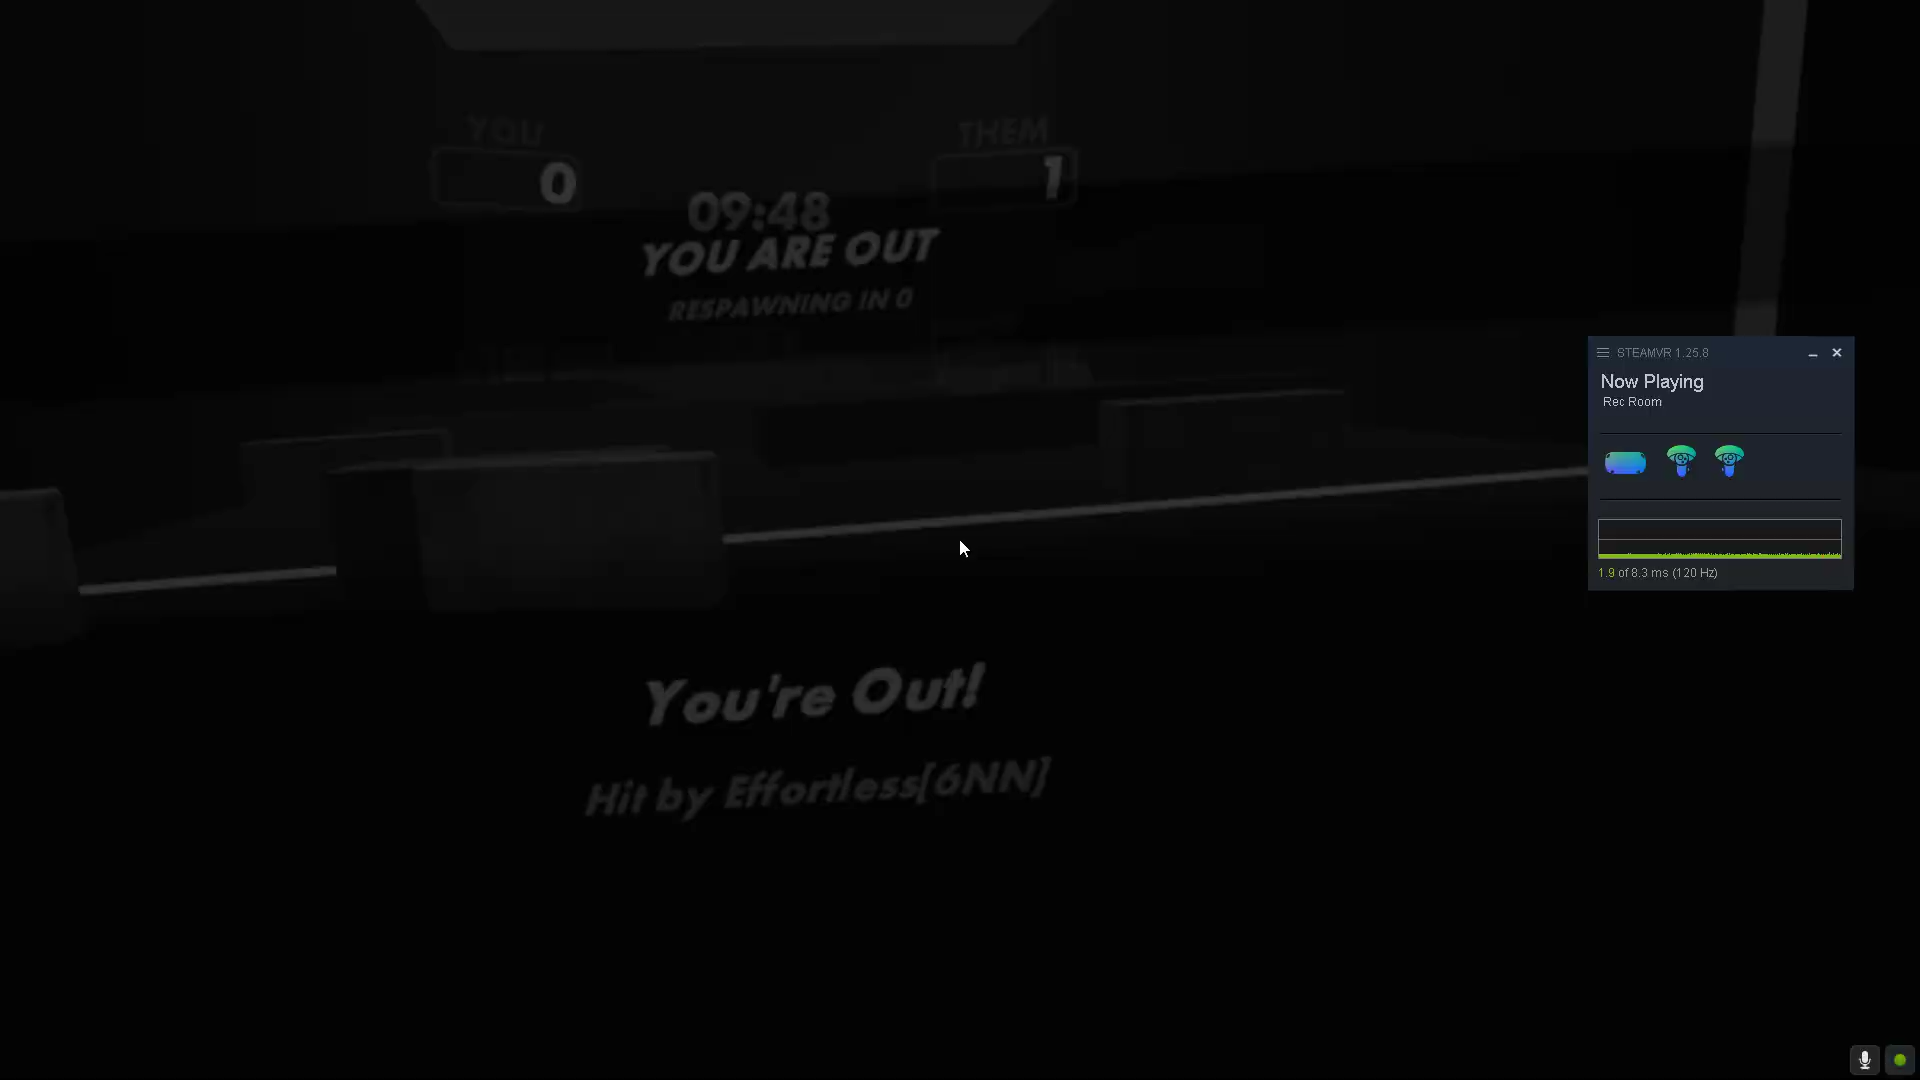 YOU
THEM
0
1
09:48
YOU ARE OUT
RESPAWNING IN 0
STEAMVR 1.25.8
Now Playing
Rec Room
1.9 of 8.3 ms (120 Hz)
You're Out!
Hit by Effortless[6NN]